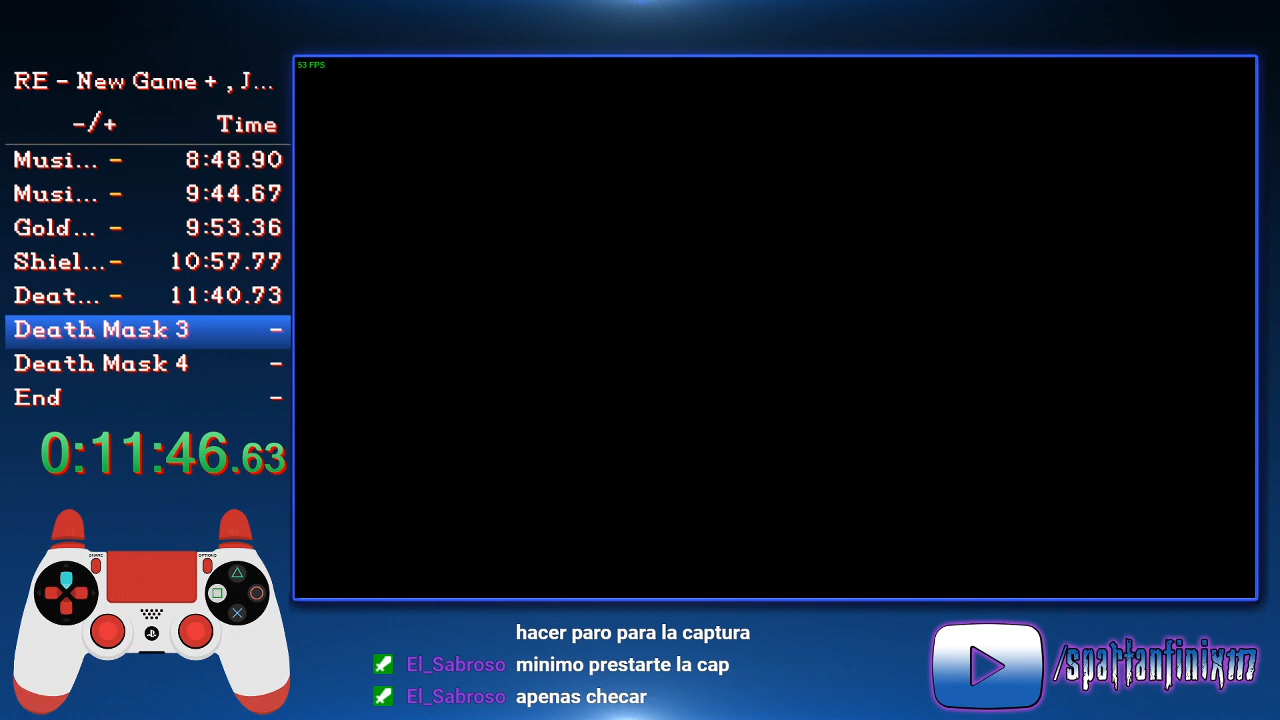 RE - New Game + , J...
-/+ Time
Musi... - 8:48.90
Musi... - 9:44.67
Gold... - 9:53.36
Shiel... - 10:57.77
Deat... - 11:40.73
Death Mask 3 -
Death Mask 4 -
End -
0:11:46.63
53 FPS
SHARE
OPTIONS
hacer paro para la captura
El_Sabroso minimo prestarte la cap
El_Sabroso apenas checar
/spartanfinix117